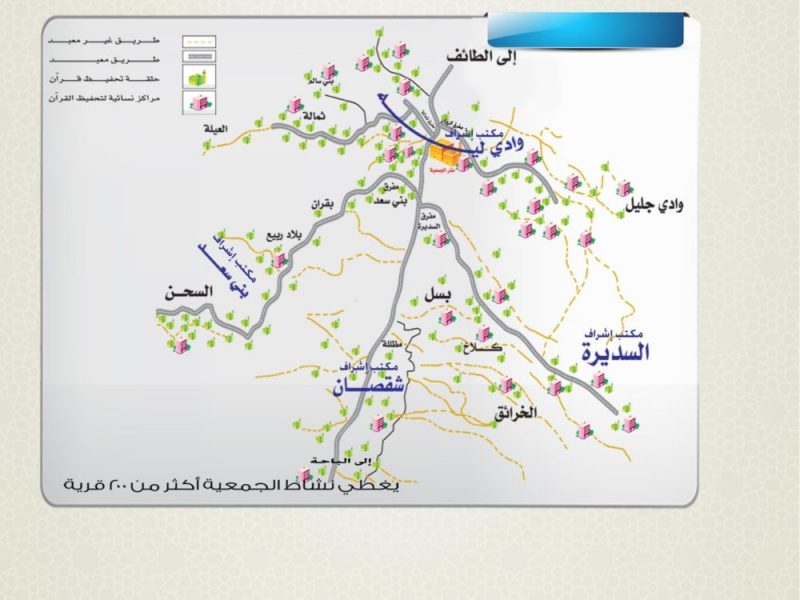 طريق غير معبد
طريق معبد
حلقة تحفيظ قرآن
مراكز نسائية لتحفيظ القرآن
إلى الطائف
بني سالم
ثمالة
العيلة
مكتب إشراف
وادي ليه
مقر الجمعية
وادي جليل
مفرق
بني سعد
بقران
مفرق
السديرة
بلاد ربيع
مكتب إشراف
بني سعد
السحن
بسل
مكتب إشراف
السديرة
كلاخ
مظللة
مكتب إشراف
شقصان
الخرائق
إلى الباحة
يغطي نشاط الجمعية أكثر من ٢٠٠ قرية